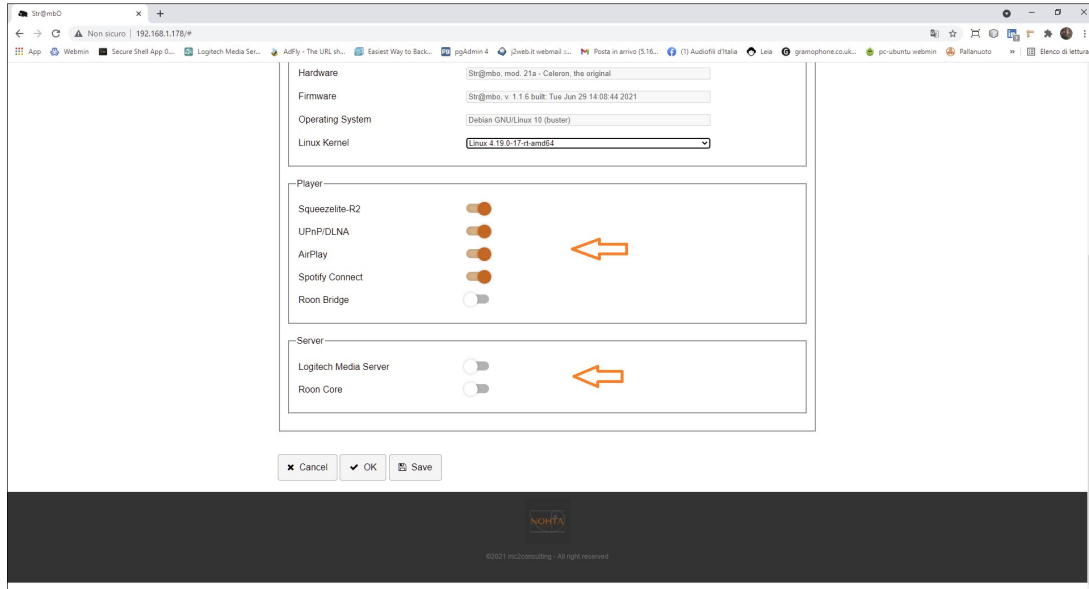 Str@mbO
Non sicuro | 192.168.1.178/#
App Webmin Secure Shell App 0... Logitech Media Ser... AdFly - The URL sh... Easiest Way to Back... pgAdmin 4 j2web.it webmail ::... Posta in arrivo (5.16... (1) Audiofili d'Italia Leia gramophone.co.uk... pc-ubuntu webmin Pallanuoto » Elenco di lettura
Hardware Str@mbo, mod. 21a - Celeron, the original
Firmware Str@mbo, v. 1.1.6 built: Tue Jun 29 14:08:44 2021
Operating System Debian GNU/Linux 10 (buster)
Linux Kernel Linux 4.19.0-17-rt-amd64
Player
Squeezelite-R2
UPnP/DLNA
AirPlay
Spotify Connect
Roon Bridge
Server
Logitech Media Server
Roon Core
Cancel OK Save
NOHTA
©2021 mc2consulting - All right reserved